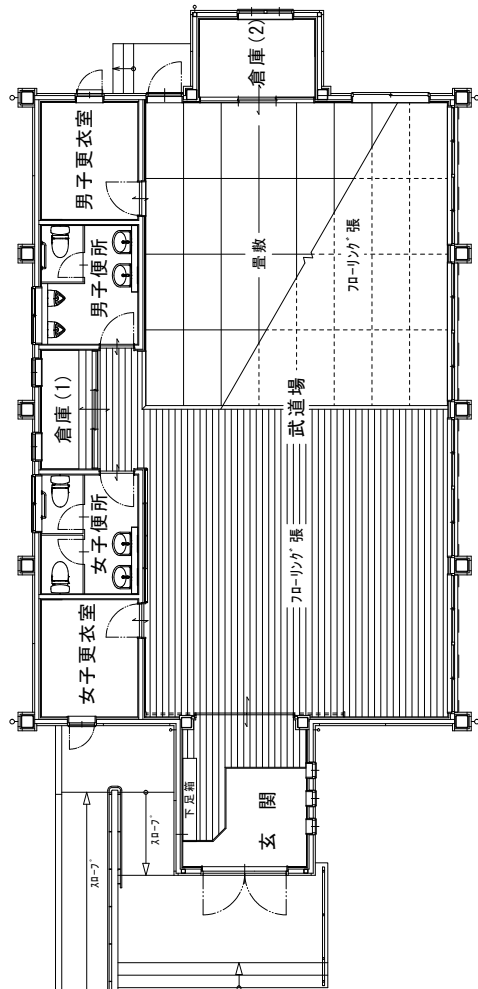 倉庫(2)
男子更衣室
男子便所
倉庫(1)
女子便所
女子更衣室
畳敷
フローリング張
武道場
フローリング張
下足箱
玄関
スロープ
スロープ